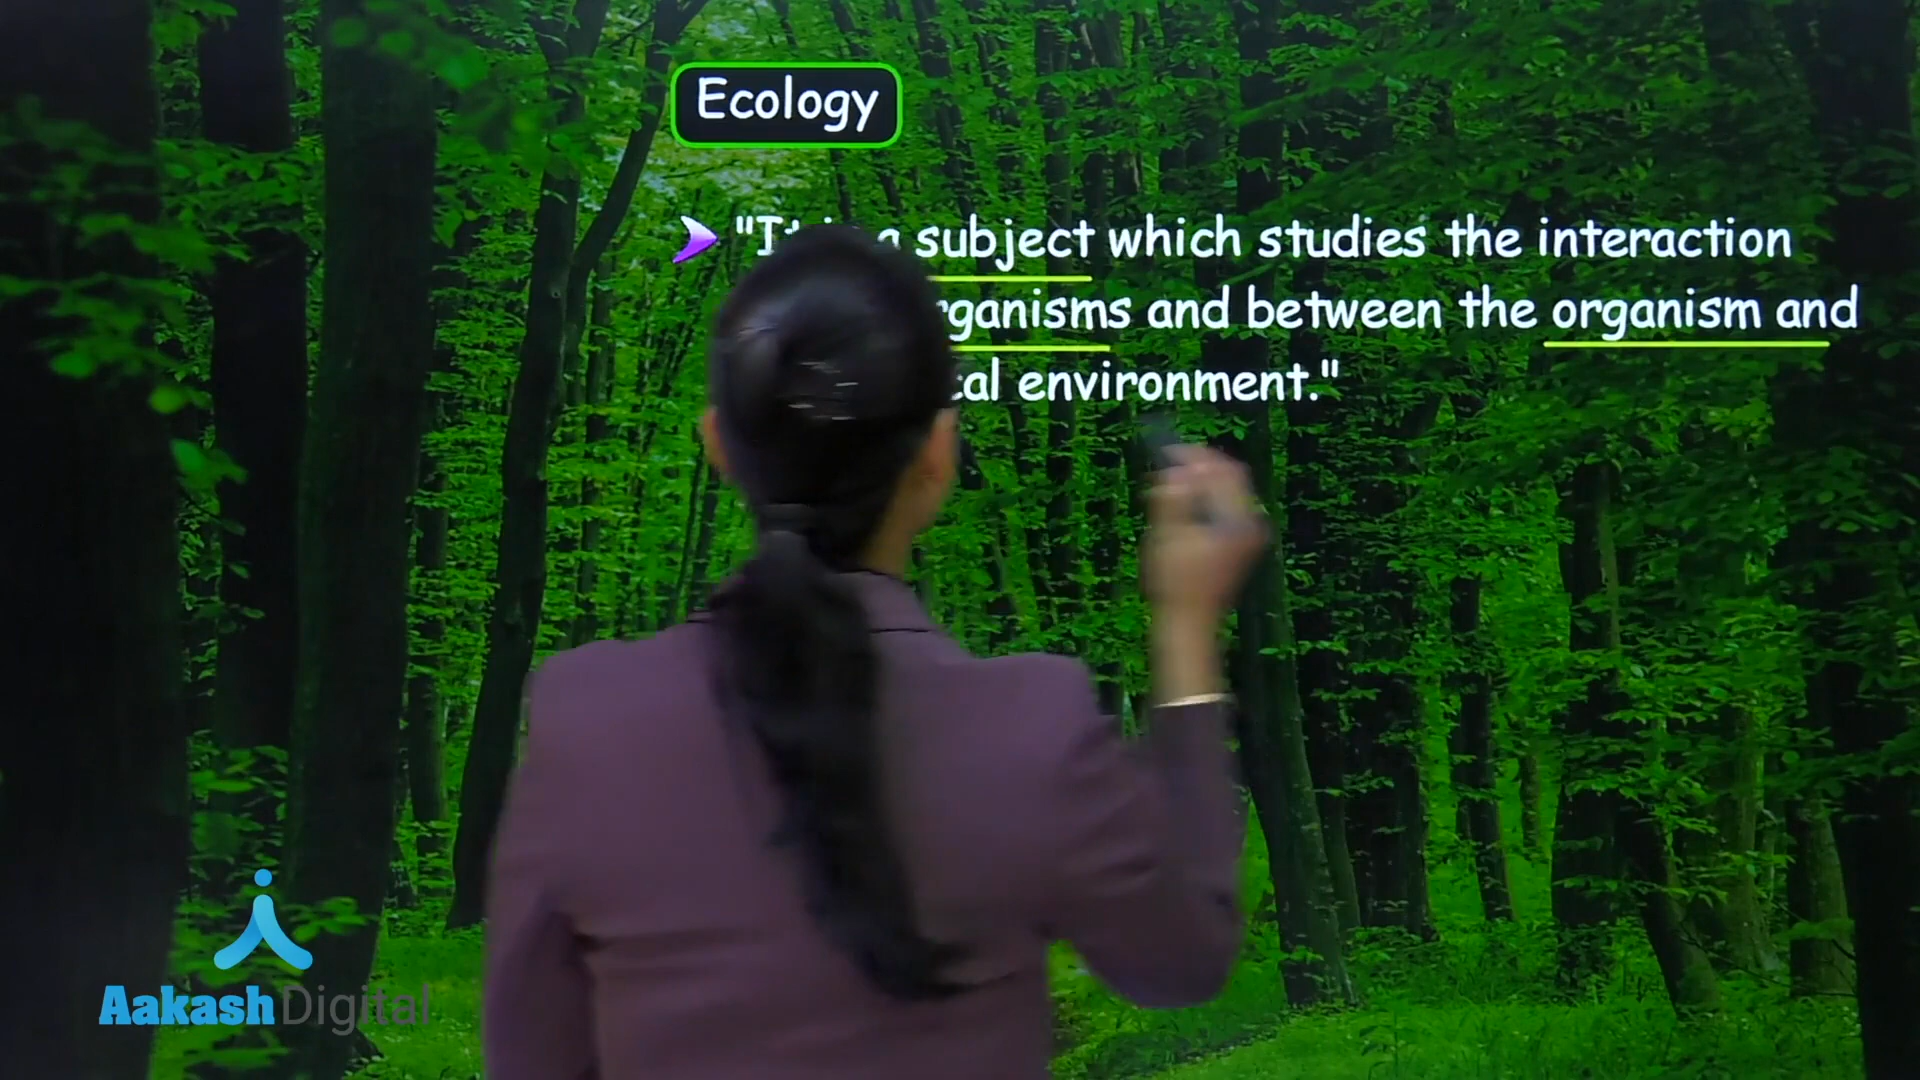 Ecology
"It is a subject which studies the interaction
organisms and between the organism and
environment."
Aakash Digital